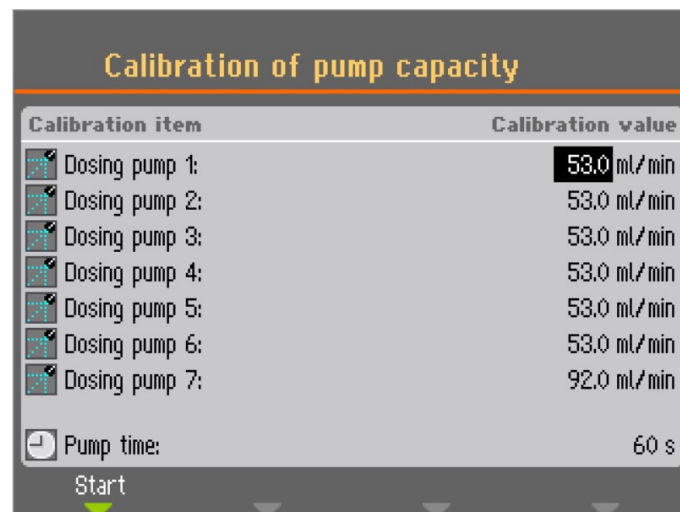 Calibration of pump capacity
Calibration item Calibration value
Dosing pump 1: 53.0 ml/min
Dosing pump 2: 53.0 ml/min
Dosing pump 3: 53.0 ml/min
Dosing pump 4: 53.0 ml/min
Dosing pump 5: 53.0 ml/min
Dosing pump 6: 53.0 ml/min
Dosing pump 7: 92.0 ml/min
Pump time: 60 s
Start